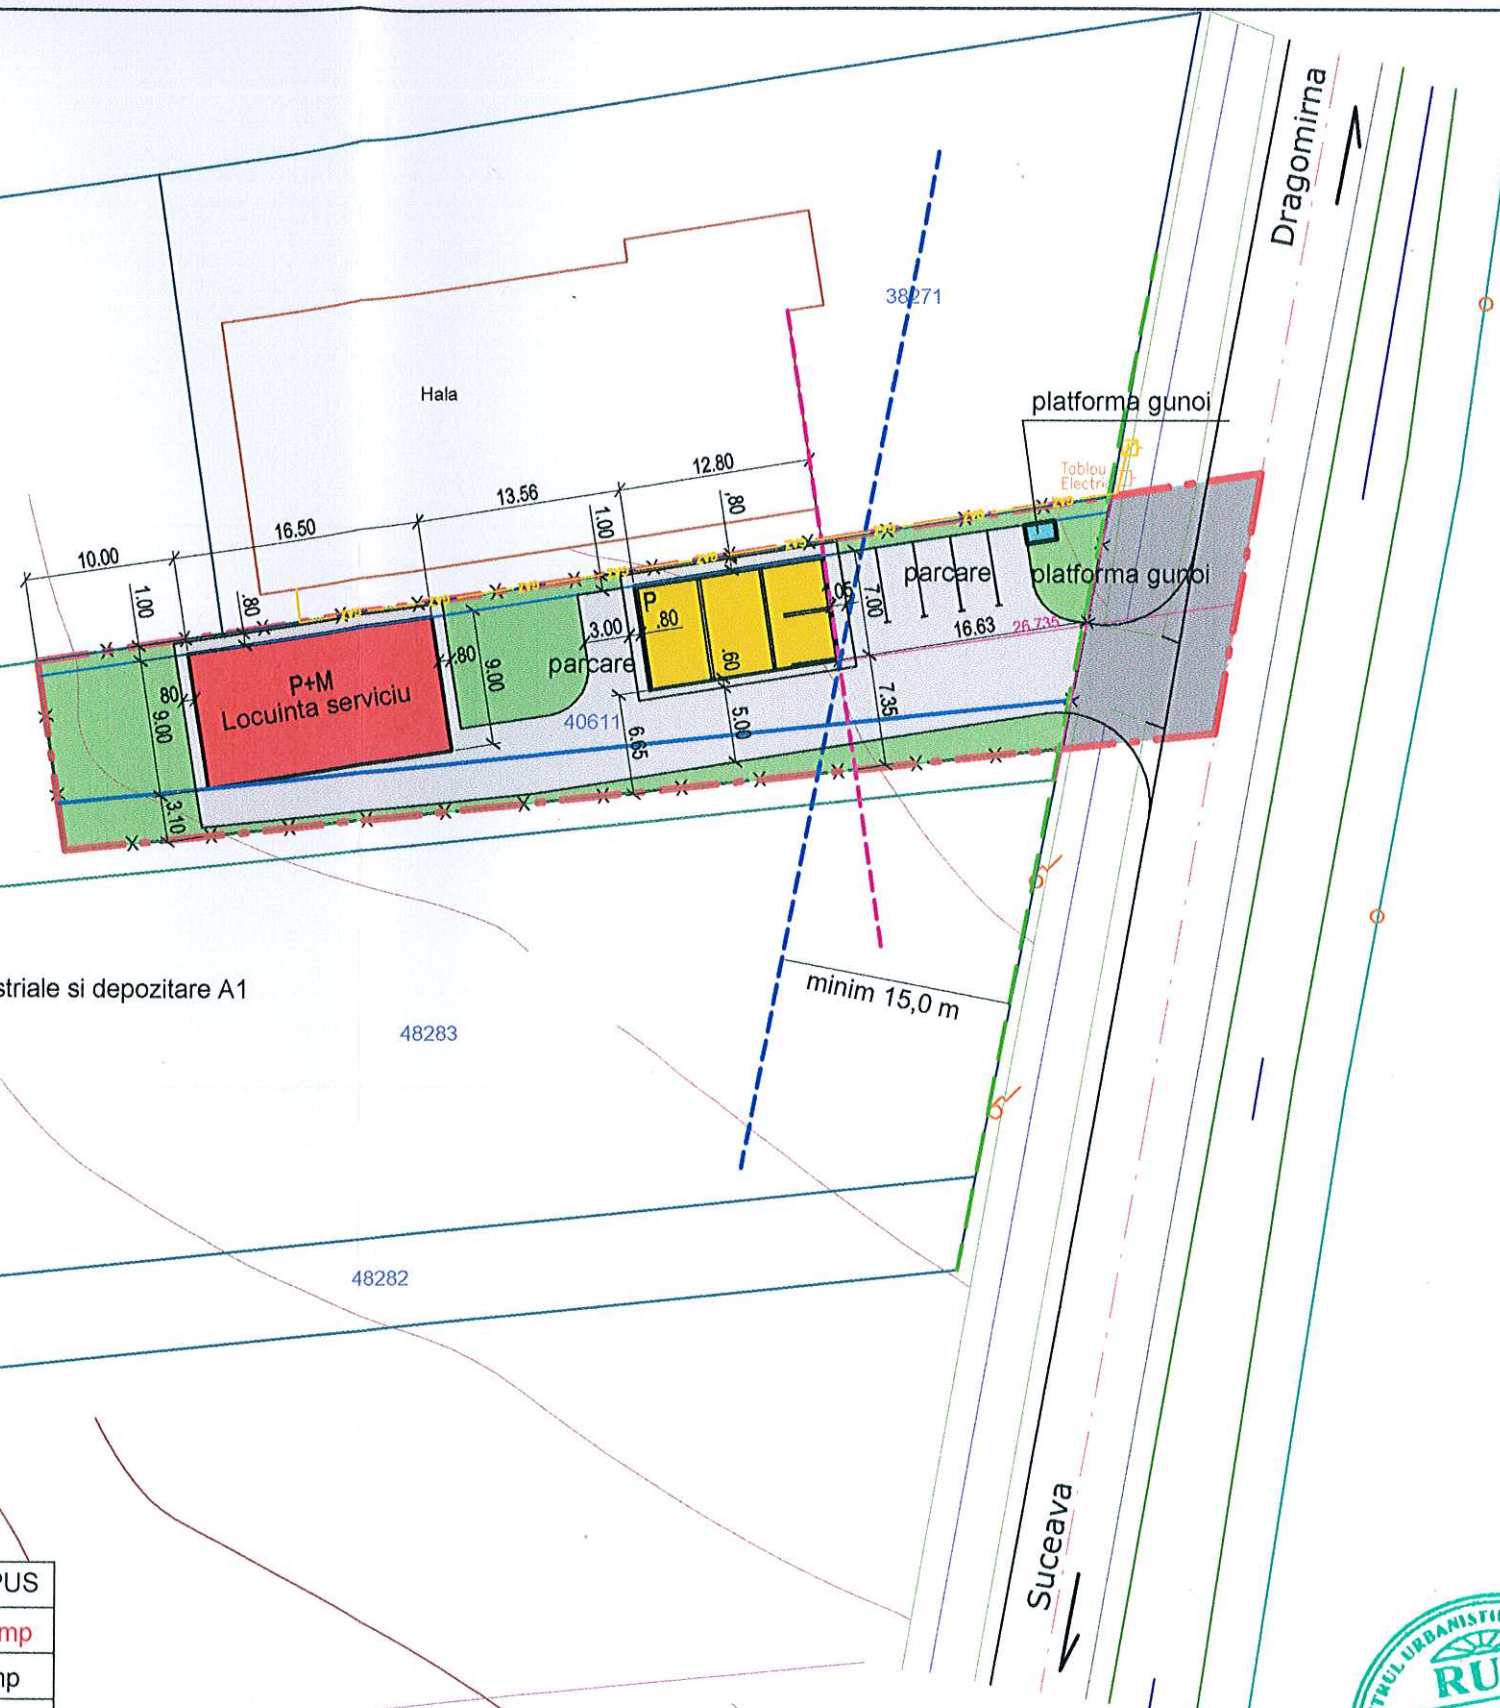 Dragomirna
38271
Hala
platforma gunoi
Tablou
Electric
12.80
13.56
16.50
10.00
1.00
.80
1.00
.80
parcare
platforma gunoi
P
.80
3.00
7.00
16.63
26.735
parcare
.60
P+M
Locuinta serviciu
.80
9.00
80
9.00
40611
6.65
5.00
7.35
3.10
striale si depozitare A1
minim 15,0 m
48283
48282
Suceava
PUS
mp
mp
TRUL URBANISTI
RU